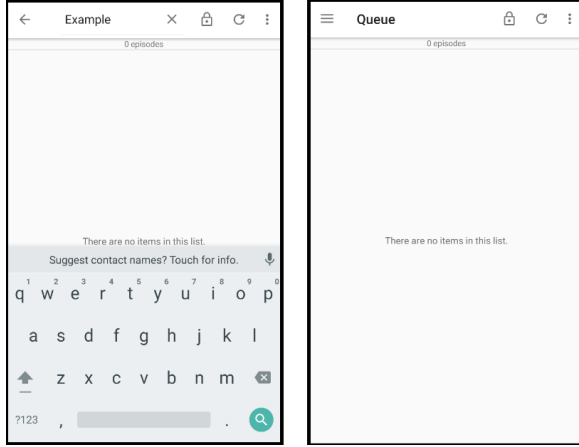 Example
0 episodes
There are no items in this list.
Suggest contact names? Touch for info.
1 2 3 4 5 6 7 8 9 0
q w e r t y u i o p
a s d f g h j k l
z x c v b n m
?123 , .
Queue
0 episodes
There are no items in this list.